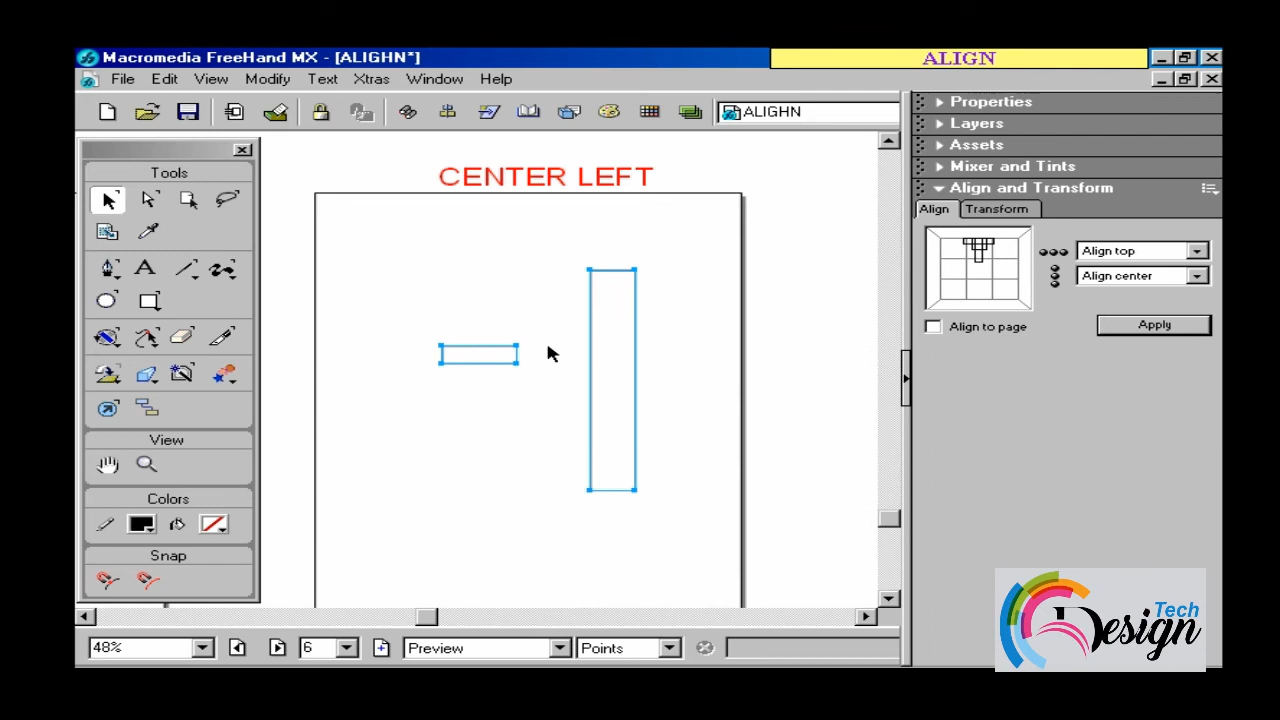 Macromedia FreeHand MX - [ALIGHN*]
ALIGN
File Edit View Modify Text Xtras Window Help
ALIGHN
Tools
CENTER LEFT
View
Colors
Snap
Properties
Layers
Assets
Mixer and Tints
Align and Transform
Align Transform
Align top
Align center
Align to page
Apply
48%
6
Preview
Points
Tech
Design